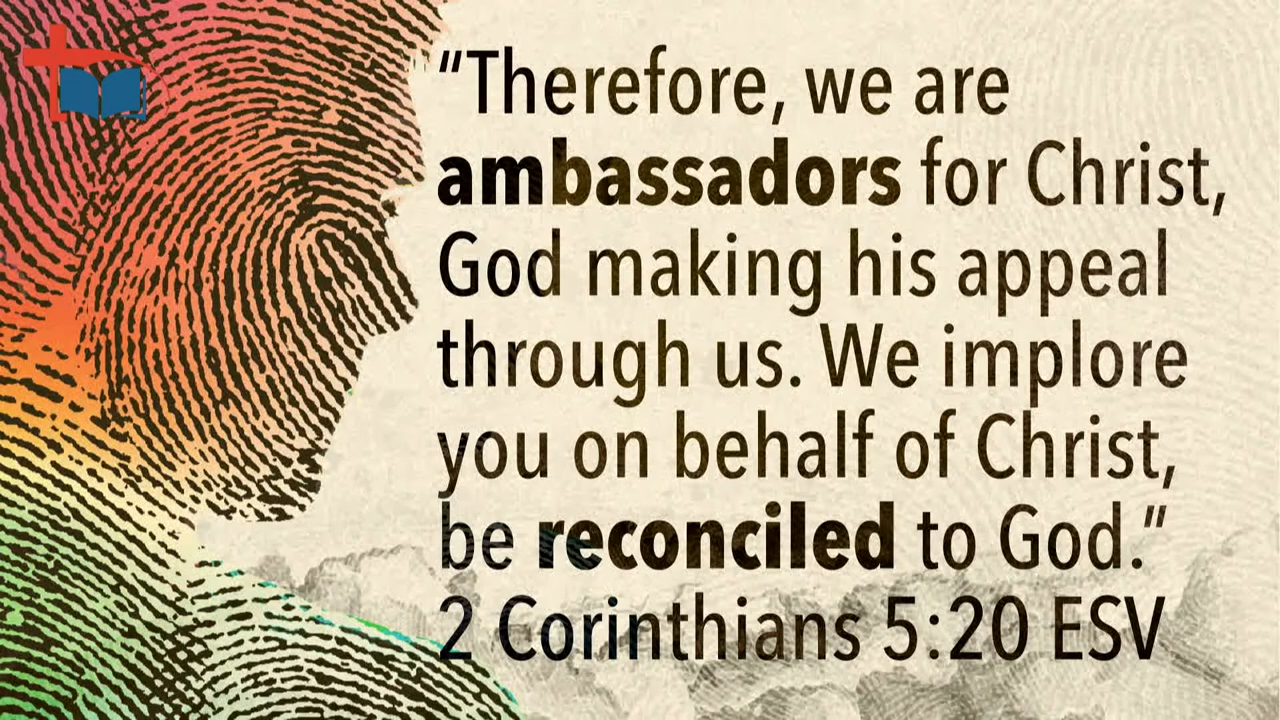 “Therefore, we are
ambassadors for Christ,
God making his appeal
through us. We implore
you on behalf of Christ,
be reconciled to God.”
2 Corinthians 5:20 ESV